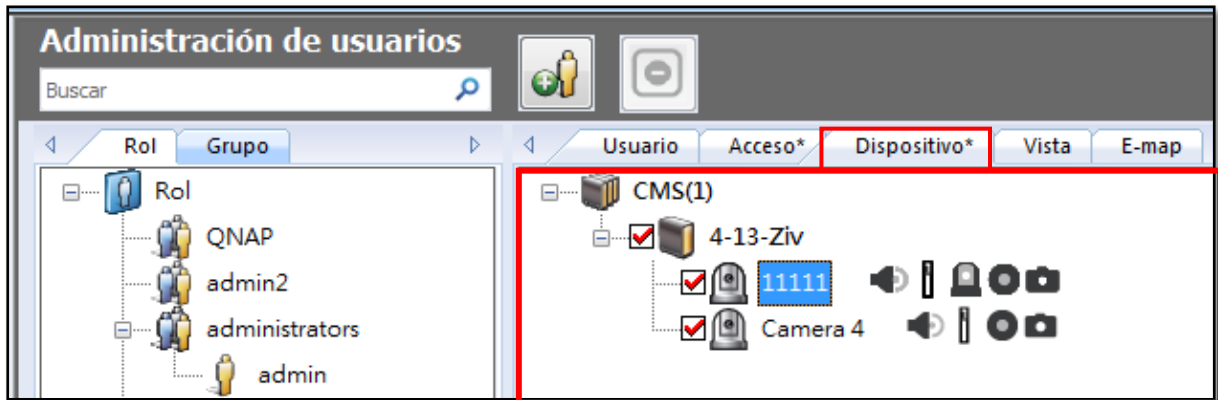 Administración de usuarios
Buscar
Rol Grupo
Usuario Acceso* Dispositivo* Vista E-map
Rol
QNAP
admin2
administrators
admin
CMS(1)
4-13-Ziv
11111
Camera 4